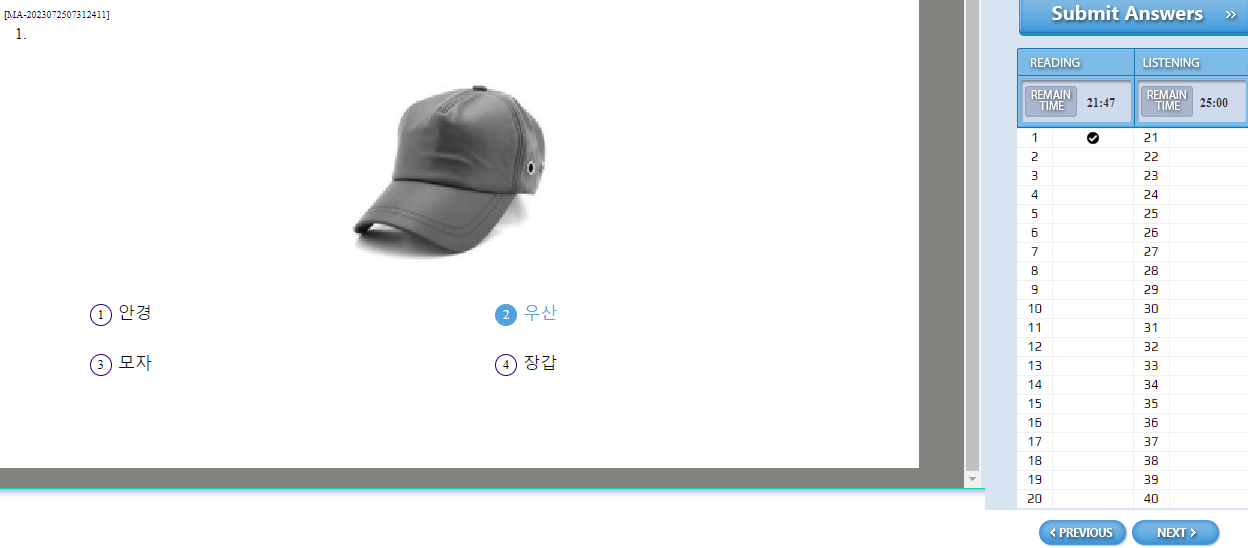 [MA-2023072507312411]
1.
① 안경
② 우산
③ 모자
④ 장갑
Submit Answers »
READING LISTENING
REMAIN TIME 21:47 REMAIN TIME 25:00
1 21
2 22
3 23
4 24
5 25
6 26
7 27
8 28
9 29
10 30
11 31
12 32
13 33
14 34
15 35
16 36
17 37
18 38
19 39
20 40
PREVIOUS NEXT